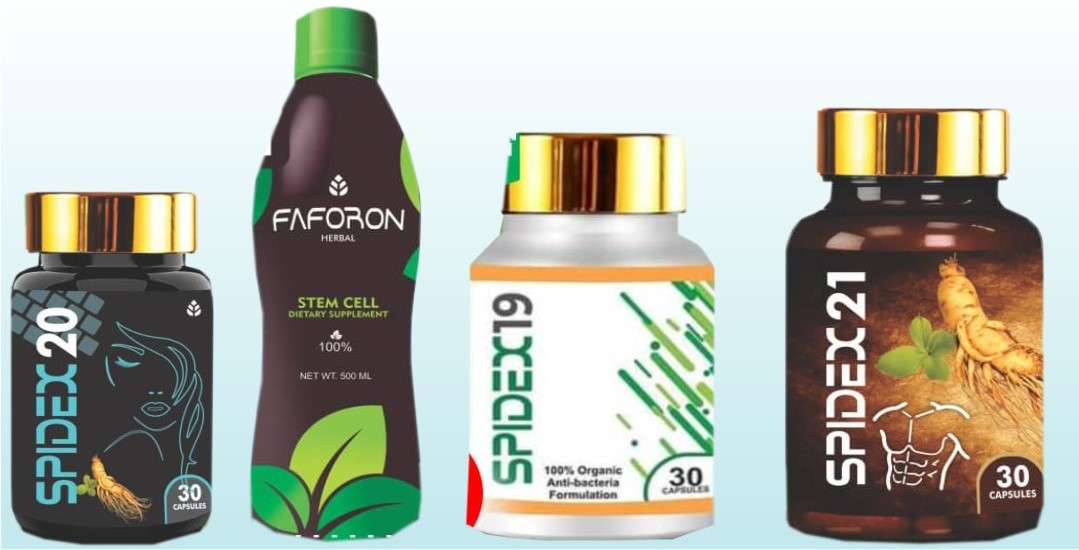 SPIDEX 20
30
CAPSULES
FAFORON
HERBAL
STEM CELL
DIETARY SUPPLEMENT
100%
NET WT. 500 ML
SPIDEX19
100% Organic
Anti-bacteria
Formulation
30
CAPSULES
SPIDEX 21
30
CAPSULES